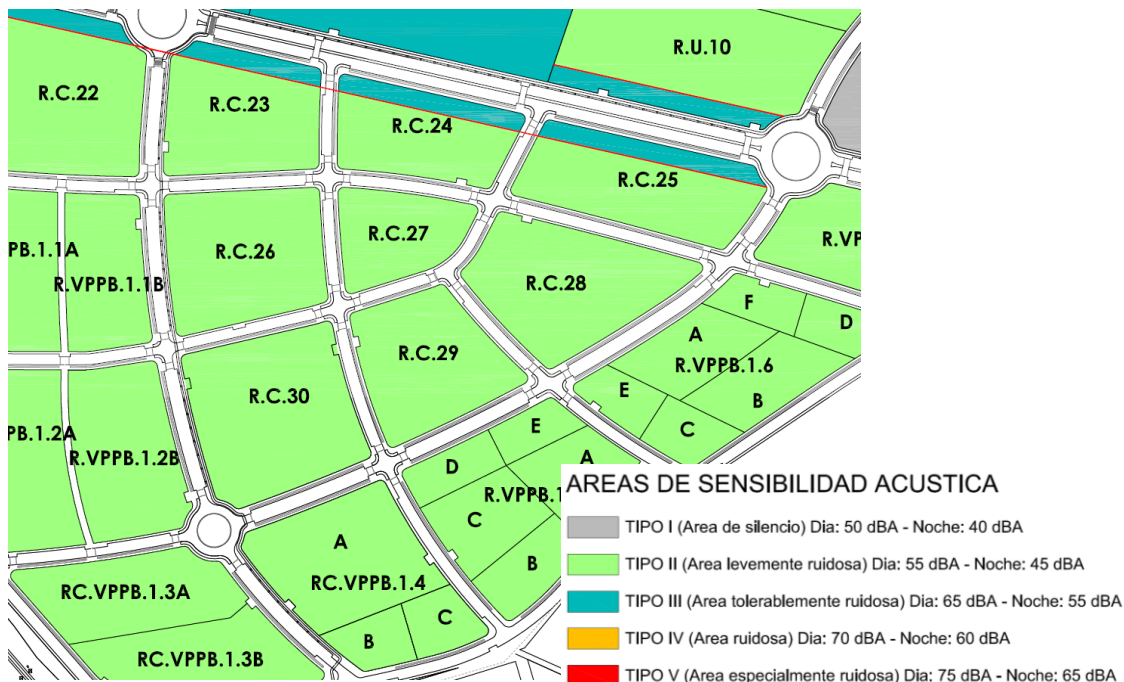 R.U.10
R.C.22
R.C.23
R.C.24
R.C.25
R.C.26
R.C.27
R.VP
PB.1.1A
R.VPPB.1.1B
R.C.28
F
D
A
R.C.29
R.VPPB.1.6
R.C.30
E
B
C
PB.1.2A
R.VPPB.1.2B
E
D
A
R.VPPB.1
C
B
A
RC.VPPB.1.4
C
B
RC.VPPB.1.3A
RC.VPPB.1.3B
AREAS DE SENSIBILIDAD ACUSTICA
TIPO I (Area de silencio) Dia: 50 dBA - Noche: 40 dBA
TIPO II (Area levemente ruidosa) Dia: 55 dBA - Noche: 45 dBA
TIPO III (Area tolerablemente ruidosa) Dia: 65 dBA - Noche: 55 dBA
TIPO IV (Area ruidosa) Dia: 70 dBA - Noche: 60 dBA
TIPO V (Area especialmente ruidosa) Dia: 75 dBA - Noche: 65 dBA